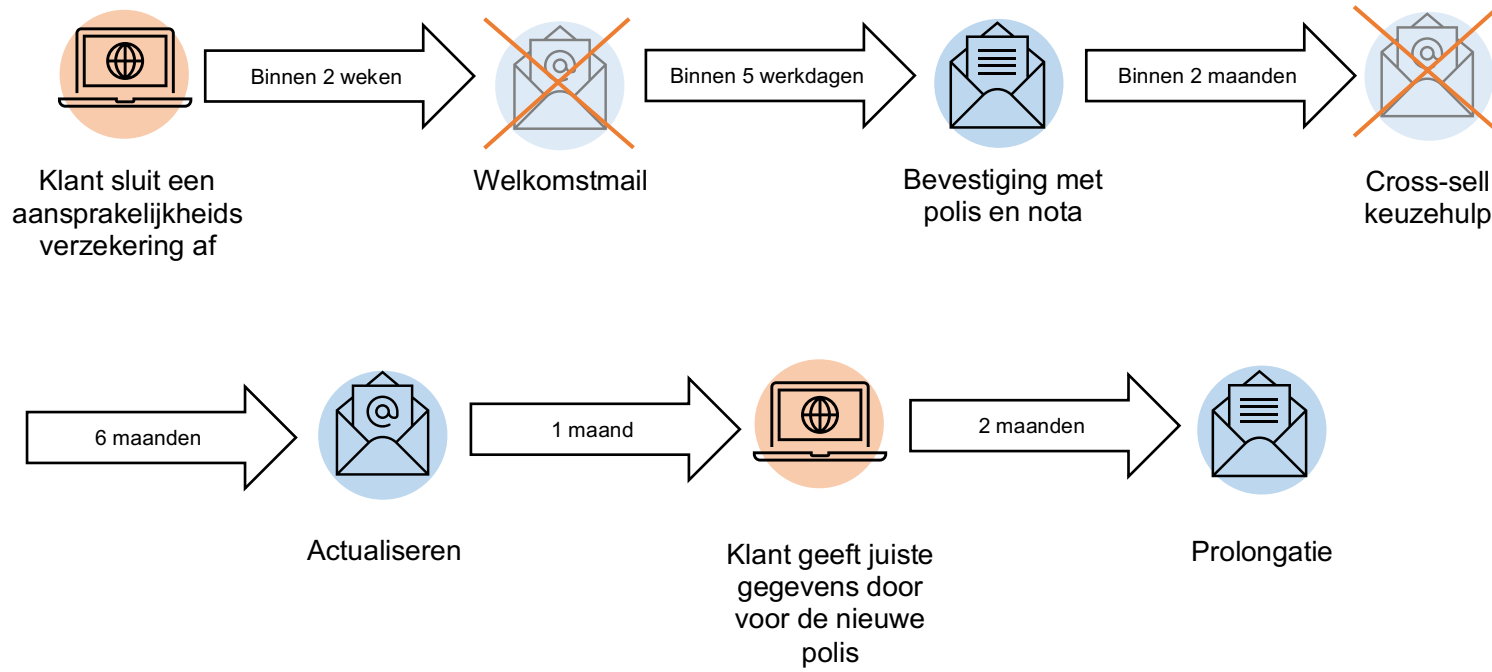 Binnen 2 weken
Binnen 5 werkdagen
Binnen 2 maanden
Klant sluit een
aansprakelijkheids
verzekering af
Welkomstmail
Bevestiging met
polis en nota
Cross-sell
keuzehulp
6 maanden
1 maand
2 maanden
Actualiseren
Klant geeft juiste
gegevens door
voor de nieuwe
polis
Prolongatie